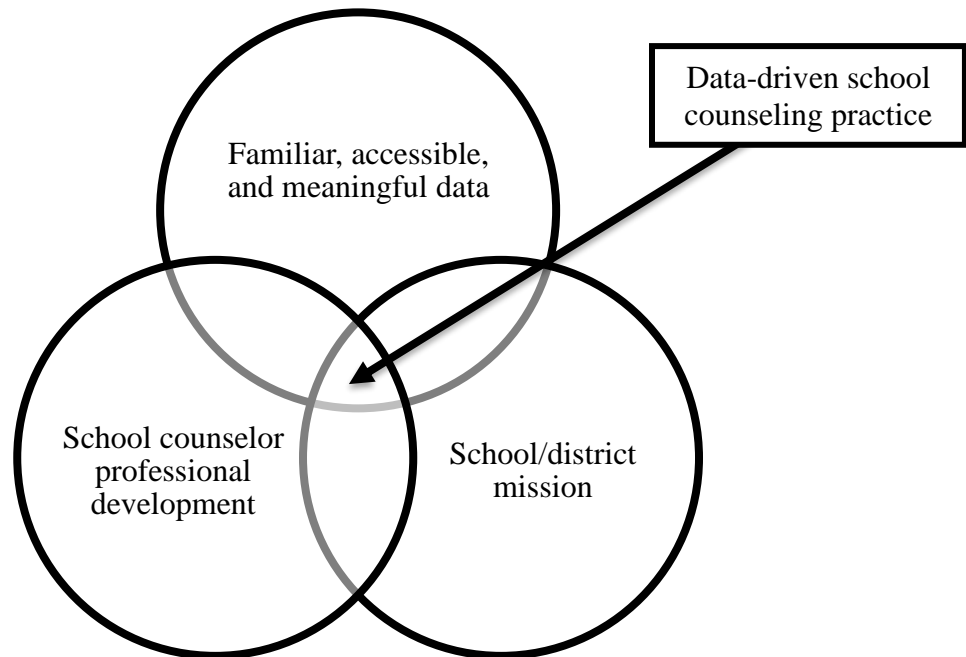 Data-driven school
counseling practice
Familiar, accessible,
and meaningful data
School counselor
professional
development
School/district
mission